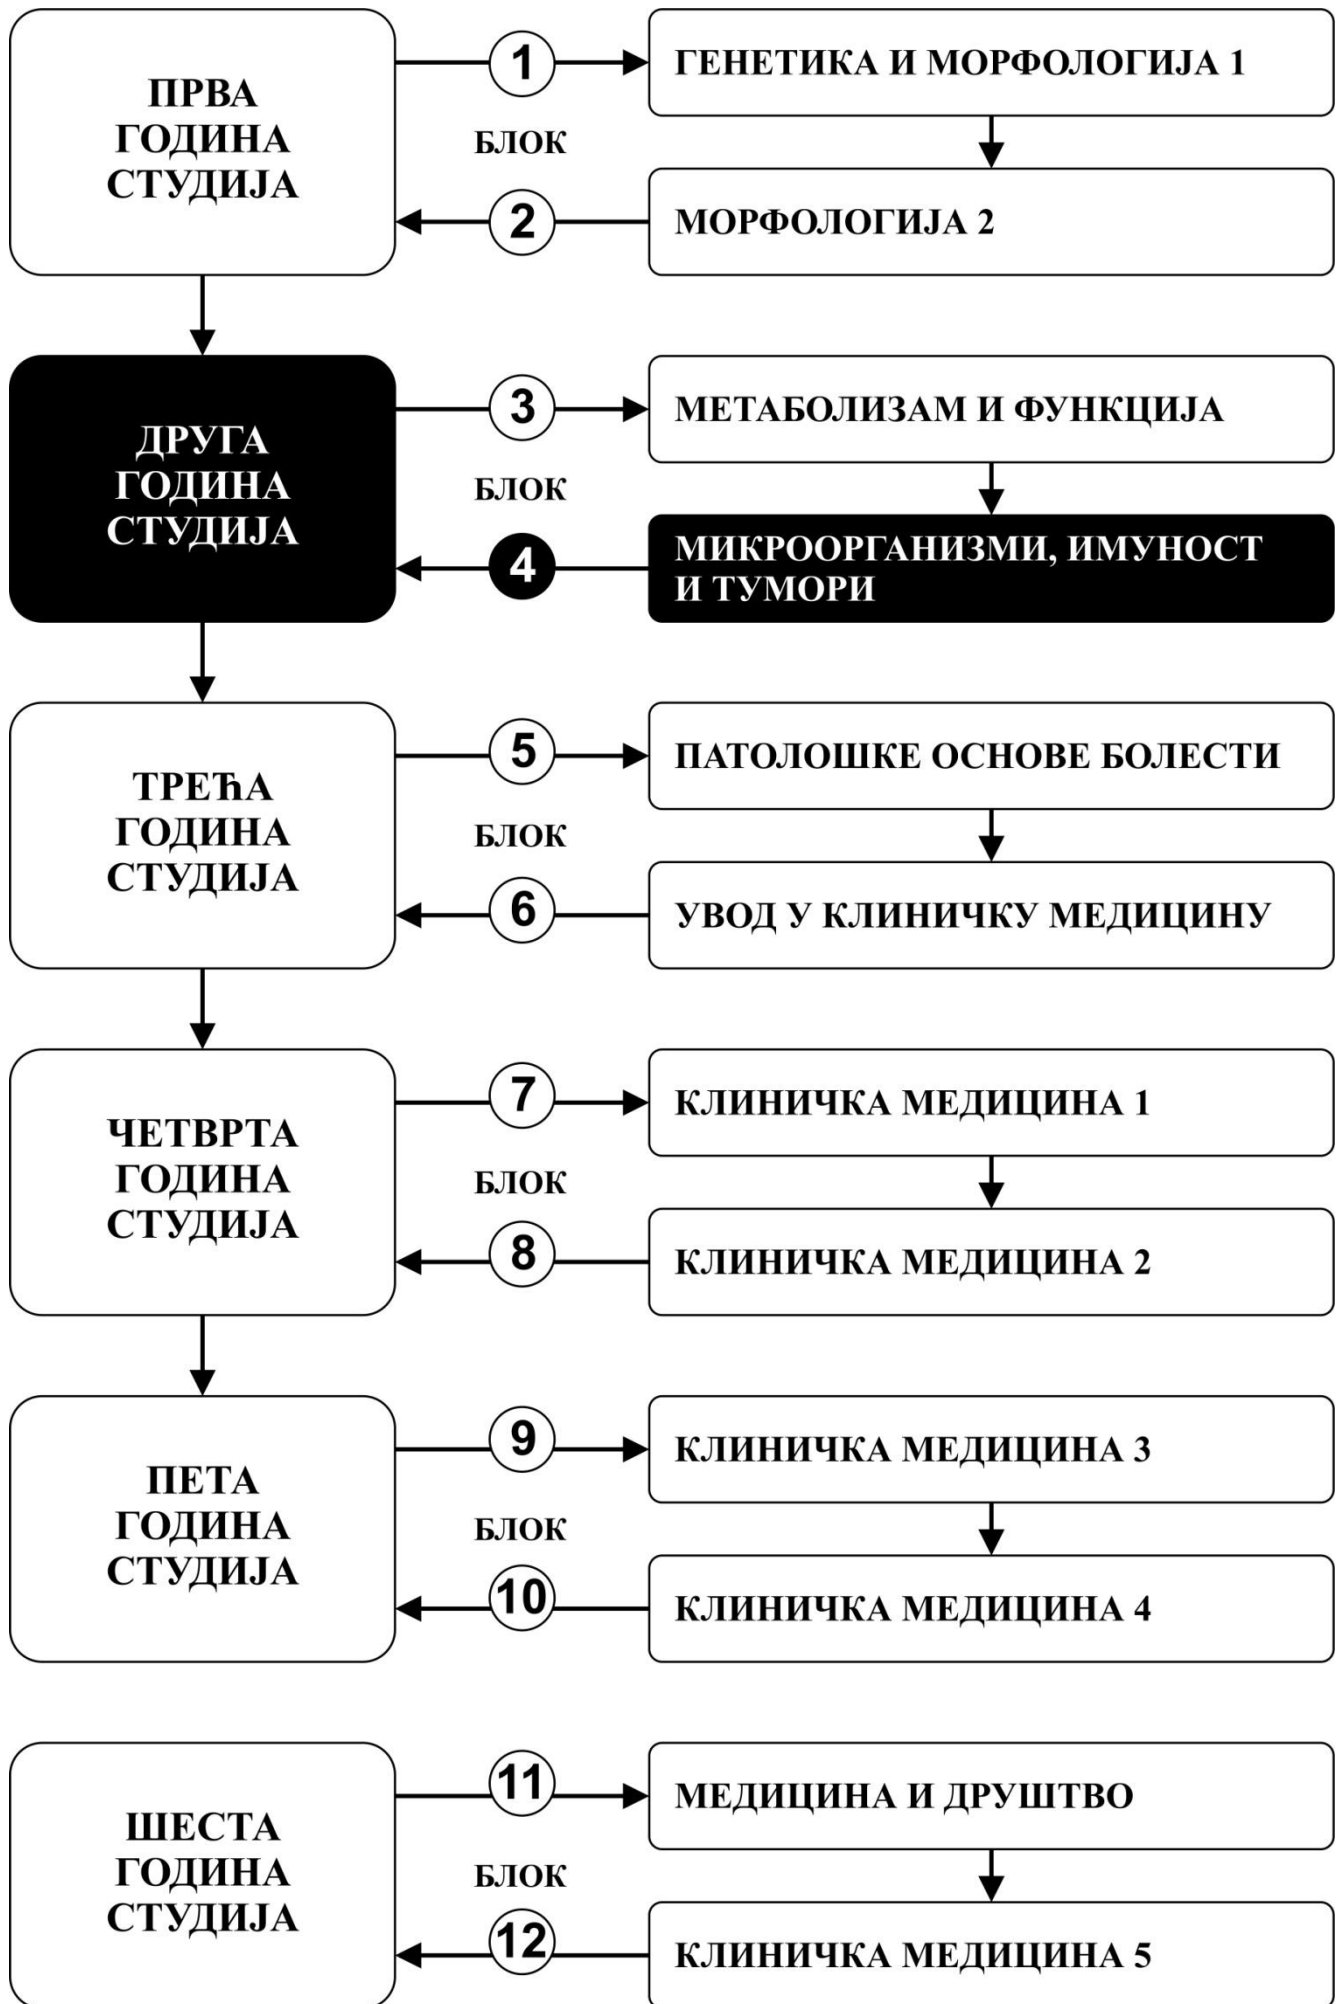 ПРВА
ГОДИНА
СТУДИЈА
1
ГЕНЕТИКА И МОРФОЛОГИЈА 1
БЛОК
2
МОРФОЛОГИЈА 2
ДРУГА
ГОДИНА
СТУДИЈА
3
МЕТАБОЛИЗАМ И ФУНКЦИЈА
БЛОК
4
МИКРООРГАНИЗМИ, ИМУНОСТ
И ТУМОРИ
ТРЕЋА
ГОДИНА
СТУДИЈА
5
ПАТОЛОШКЕ ОСНОВЕ БОЛЕСТИ
БЛОК
6
УВОД У КЛИНИЧКУ МЕДИЦИНУ
ЧЕТВРТА
ГОДИНА
СТУДИЈА
7
КЛИНИЧКА МЕДИЦИНА 1
БЛОК
8
КЛИНИЧКА МЕДИЦИНА 2
ПЕТА
ГОДИНА
СТУДИЈА
9
КЛИНИЧКА МЕДИЦИНА 3
БЛОК
10
КЛИНИЧКА МЕДИЦИНА 4
ШЕСТА
ГОДИНА
СТУДИЈА
11
МЕДИЦИНА И ДРУШТВО
БЛОК
12
КЛИНИЧКА МЕДИЦИНА 5